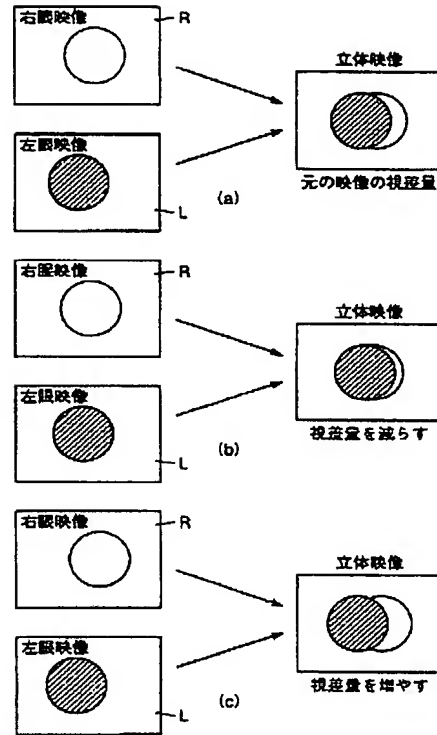 右眼映像
R
立体映像
左眼映像
L
(a)
元の映像の視差量
右眼映像
R
立体映像
左眼映像
L
(b)
視差量を減らす
右眼映像
R
立体映像
左眼映像
L
(c)
視差量を増やす